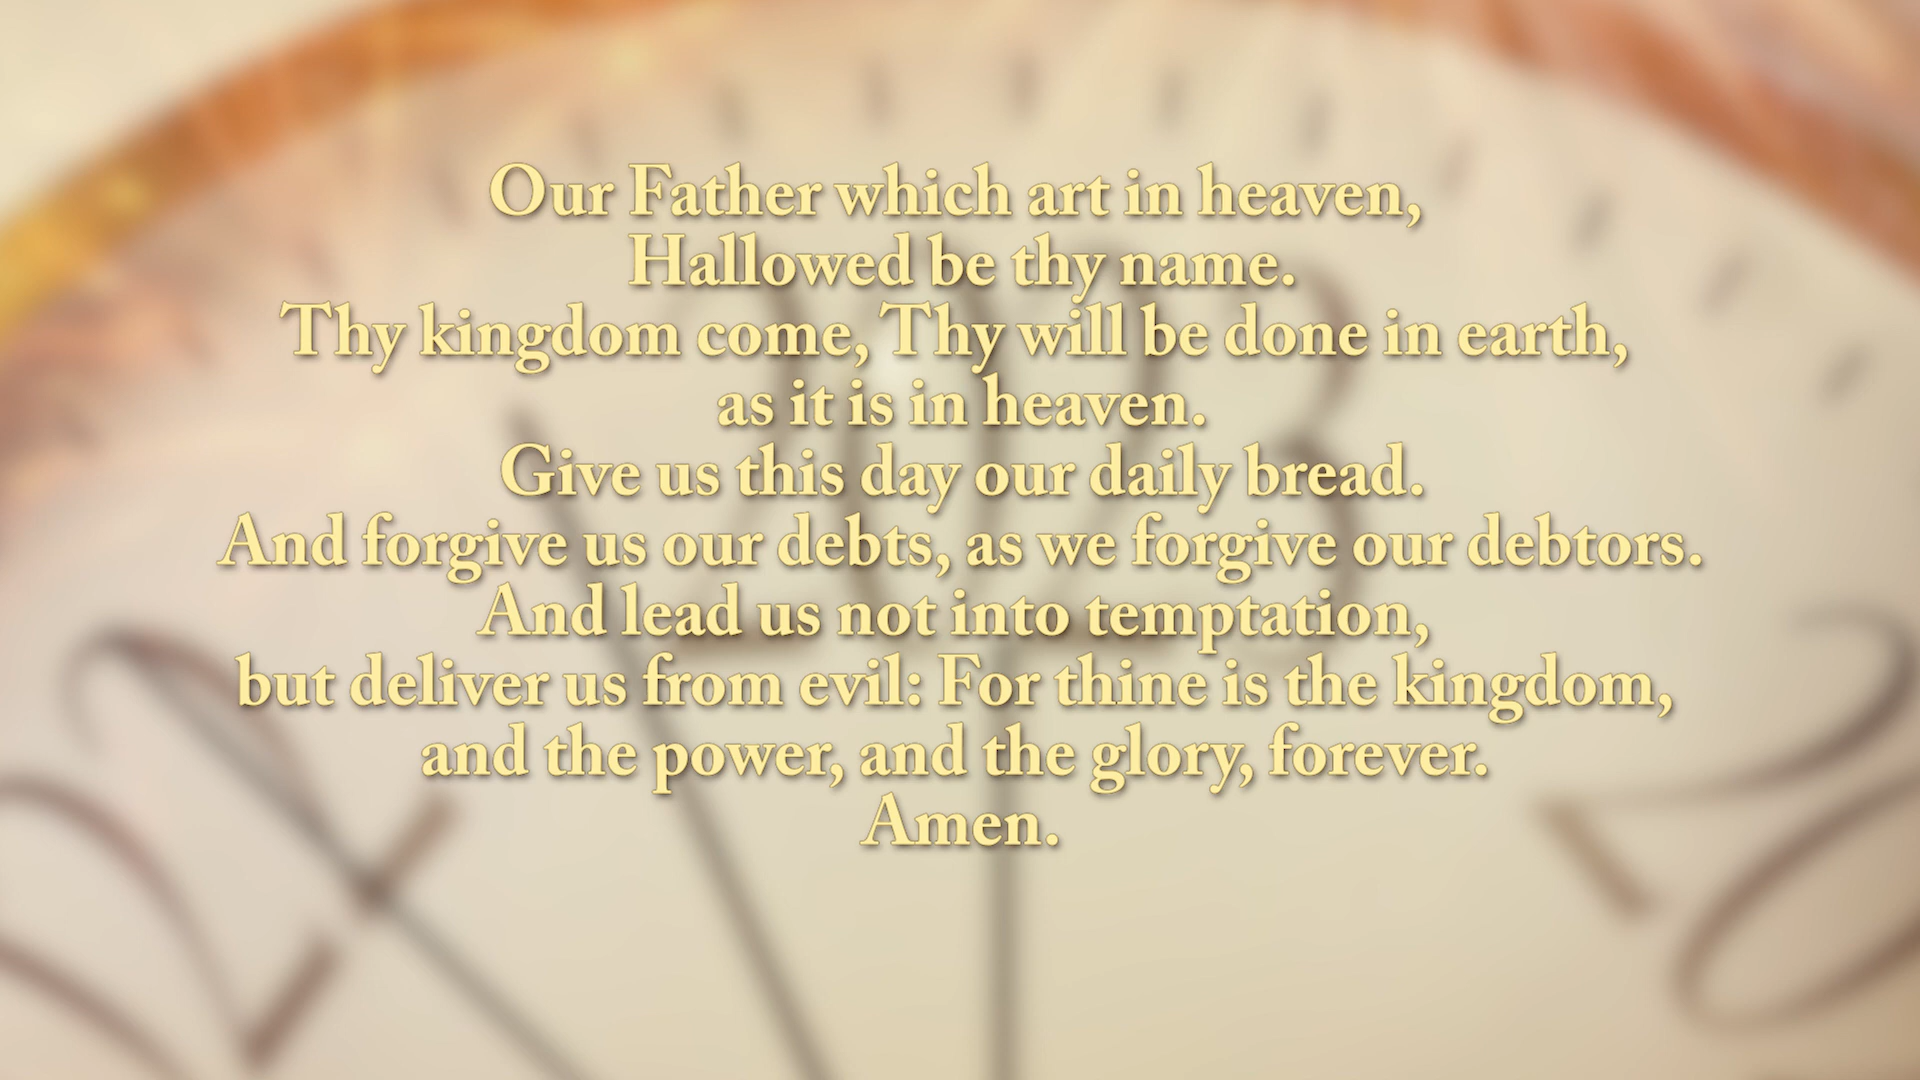 Our Father which art in heaven,
Hallowed be thy name.
Thy kingdom come, Thy will be done in earth,
as it is in heaven.
Give us this day our daily bread.
And forgive us our debts, as we forgive our debtors.
And lead us not into temptation,
but deliver us from evil: For thine is the kingdom,
and the power, and the glory, forever.
Amen.